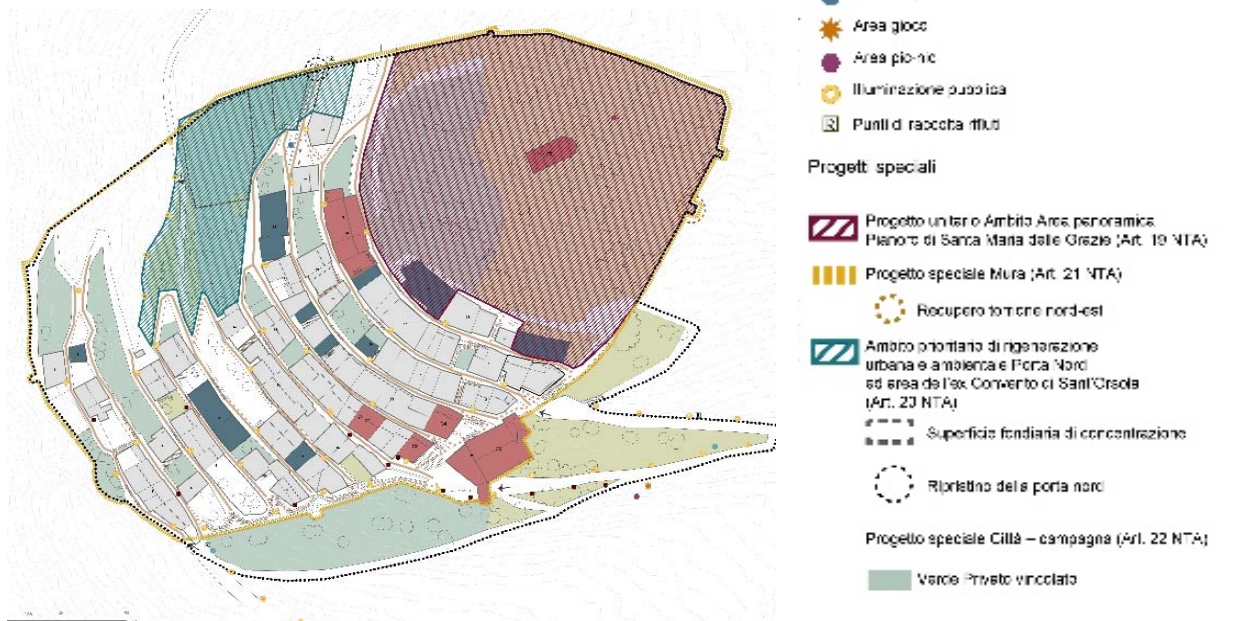 Area gioco
Area pic-nic
Illuminazione pubblica
R Punti di raccolta rifiuti
Progetti speciali
Progetto unitario Ambito Area panoramica
Pianoro di Santa Maria delle Grazie (Art. 19 NTA)
Progetto speciale Mura (Art. 21 NTA)
Recupero torrione nord-est
Ambito prioritario di rigenerazione
urbana e ambientale Porta Nord
ed area dell'ex Convento di Sant'Orsola
(Art. 23 NTA)
Superficie fondiaria di concentrazione
Ripristino della porta nord
Progetto speciale Città – campagna (Art. 22 NTA)
Verde Privato vincolato